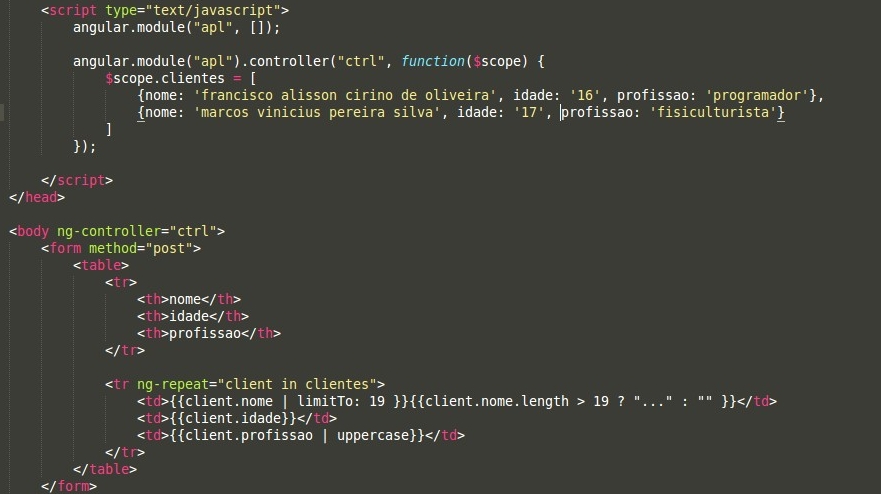 <script type="text/javascript">
angular.module("apl", []);
angular.module("apl").controller("ctrl", function($scope) {
$scope.clientes = [
{nome: 'francisco alisson cirino de oliveira', idade: '16', profissao: 'programador'},
{nome: 'marcos vinicius pereira silva', idade: '17', profissao: 'fisiculturista'}
]
});
</script>
</head>
<body ng-controller="ctrl">
<form method="post">
<table>
<tr>
<th>nome</th>
<th>idade</th>
<th>profissao</th>
</tr>
<tr ng-repeat="client in clientes">
<td>{{client.nome | limitTo: 19 }}{{client.nome.length > 19 ? "..." : "" }}</td>
<td>{{client.idade}}</td>
<td>{{client.profissao | uppercase}}</td>
</tr>
</table>
</form>